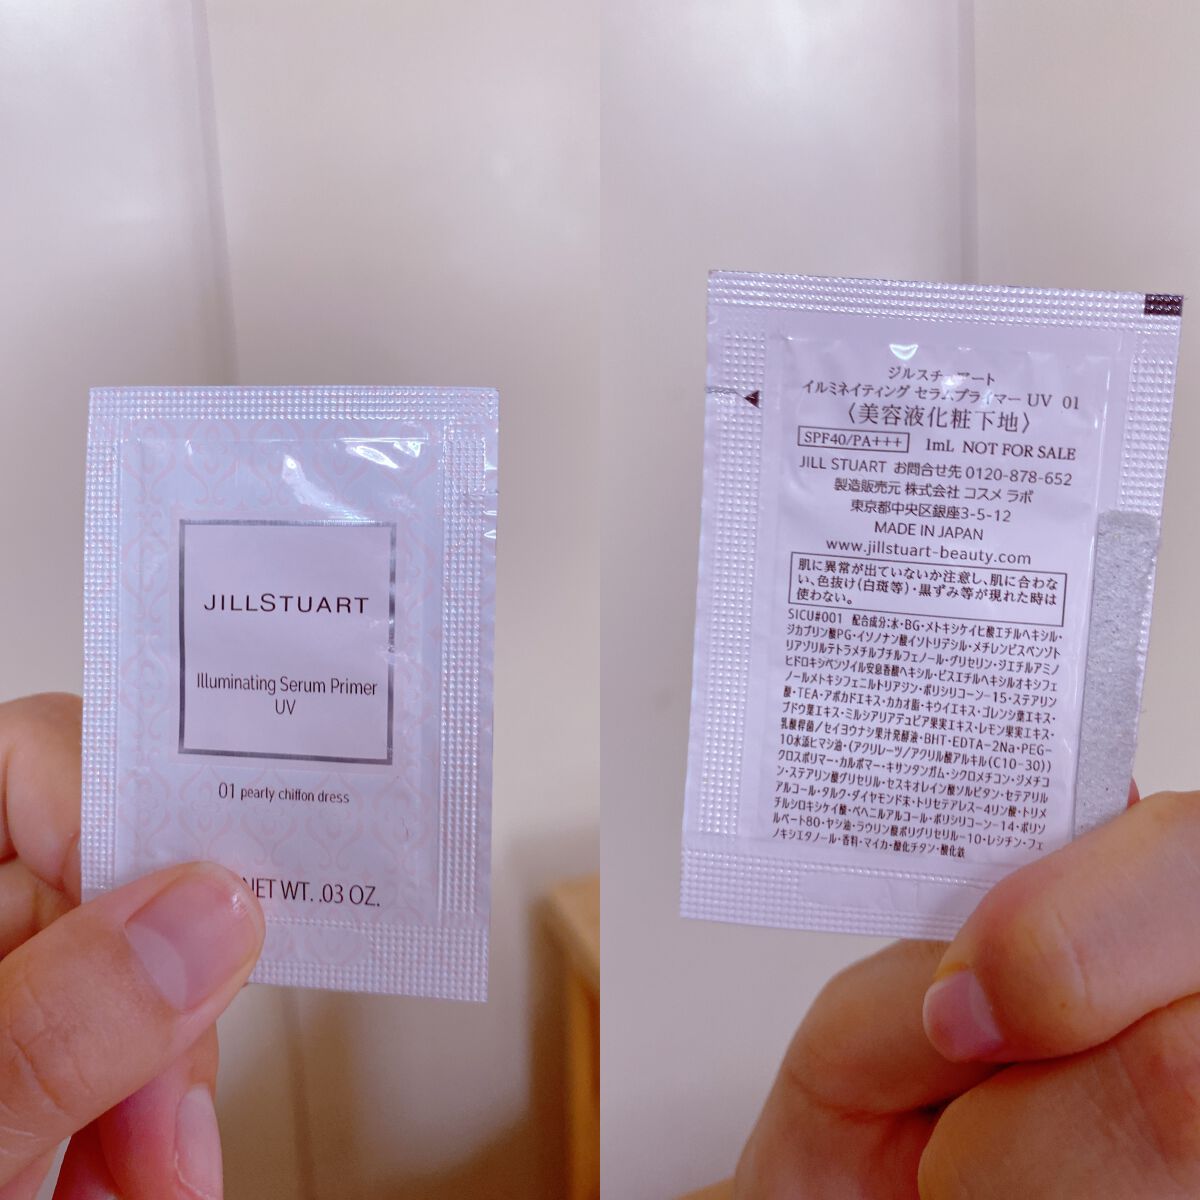 JILLSTUART
Illuminating Serum Primer
UV
01 pearly chiffon dress
NET WT. .03 OZ.
ジルスチュアート
イルミネイティング セラムプライマー UV 01
〈美容液化粧下地〉
SPF40/PA+++ 1mL NOT FOR SALE
JILL STUART お問合せ先 0120-878-652
製造販売元 株式会社 コスメ ラボ
東京都中央区銀座3-5-12
MADE IN JAPAN
www.jillstuart-beauty.com
肌に異常が出ていないか注意し、肌に合わな
い、色抜け(白斑等)・黒ずみ等が現れた時は
使わない。
SICU#001 配合成分:水・BG・メトキシケイヒ酸エチルヘキシル・
ジカプリン酸PG・イソノナン酸イソトリデシル・メチレンビスベンゾト
リアゾリルテトラメチルブチルフェノール・グリセリン・ジエチルアミノ
ヒドロキシベンゾイル安息香酸ヘキシル・ビスエチルヘキシルオキシフェ
ノールメトキシフェニルトリアジン・ポリシリコーン-15・ステアリン
酸・TEA・アボカドエキス・カカオ脂・キウイエキス・ゴレンシ葉エキス・
ブドウ葉エキス・ミルシアリアデュビア果実エキス・レモン果実エキス・
乳酸桿菌/セイヨウナシ果汁発酵液・BHT・EDTA-2Na・PEG-
10水添ヒマシ油・(アクリレーツ/アクリル酸アルキル(C10-30))
クロスポリマー・カルボマー・キサンタンガム・シクロメチコン・ジメチコ
ン・ステアリン酸グリセリル・セスキオレイン酸ソルビタン・セテアリル
アルコール・タルク・ダイヤモンド末・トリセテアレス-4リン酸・トリメ
チルシロキシケイ酸・ベヘニルアルコール・ポリシリコーン-14・ポリソ
ルベート80・ヤシ油・ラウリン酸ポリグリセリル-10・レシチン・フェ
ノキシエタノール・香料・マイカ・酸化チタン・酸化鉄